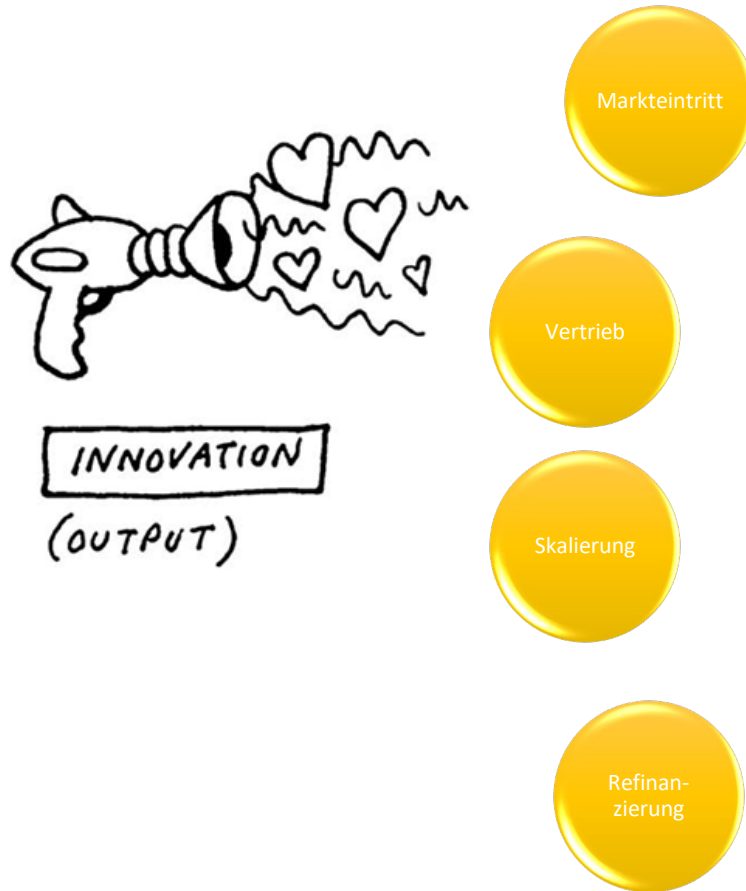 Markteintritt
Vertrieb
INNOVATION
(OUTPUT)
Skalierung
Refinan-
zierung